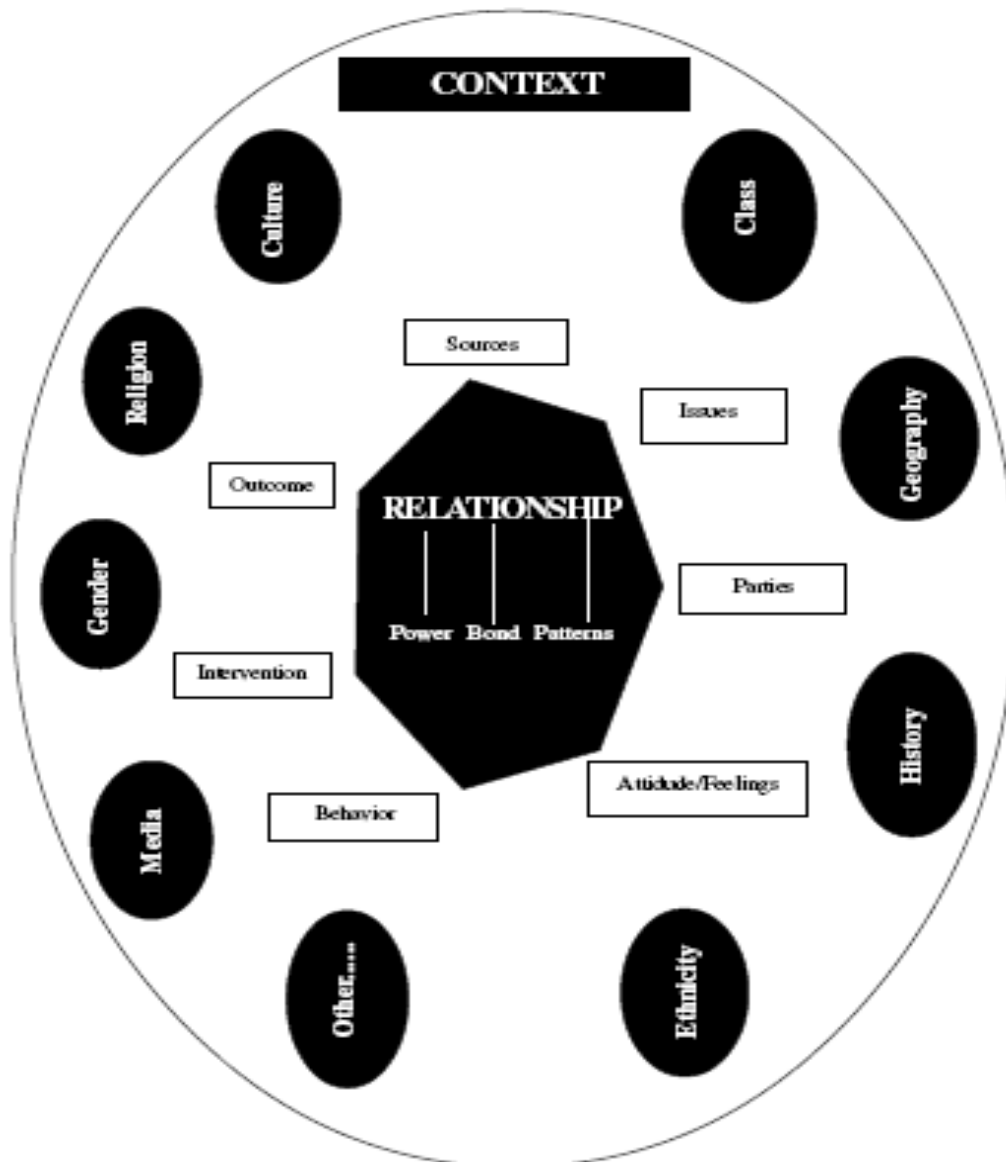 CONTEXT
Culture
Class
Religion
Sources
Issues
Geography
Outcome
RELATIONSHIP
Gender
Parties
Power Bond Patterns
Intervention
History
Media
Behavior
Attidude/Feelings
Other.....
Ethnicity